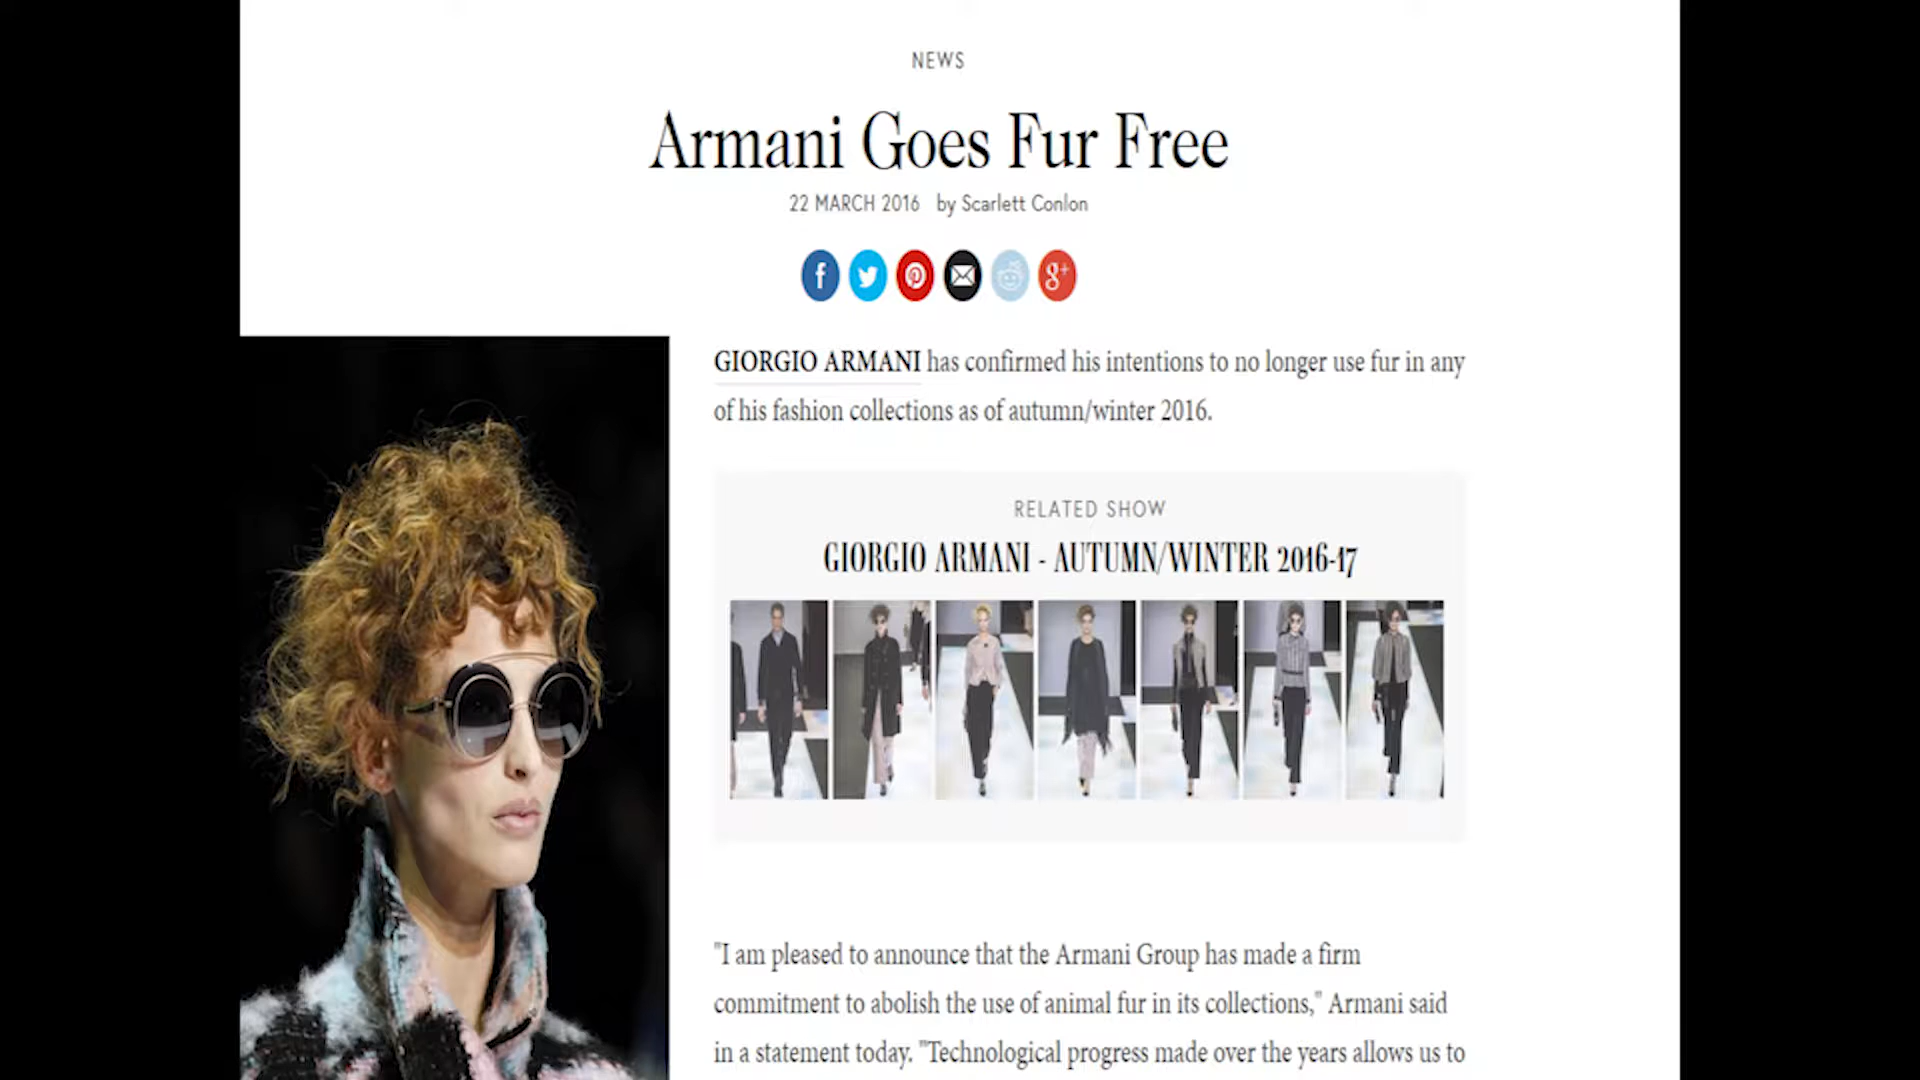 NEWS
Armani Goes Fur Free
22 MARCH 2016 by Scarlett Conlon
GIORGIO ARMANI has confirmed his intentions to no longer use fur in any
of his fashion collections as of autumn/winter 2016.
RELATED SHOW
GIORGIO ARMANI - AUTUMN/WINTER 2016-17
"I am pleased to announce that the Armani Group has made a firm
commitment to abolish the use of animal fur in its collections," Armani said
in a statement today. "Technological progress made over the years allows us to